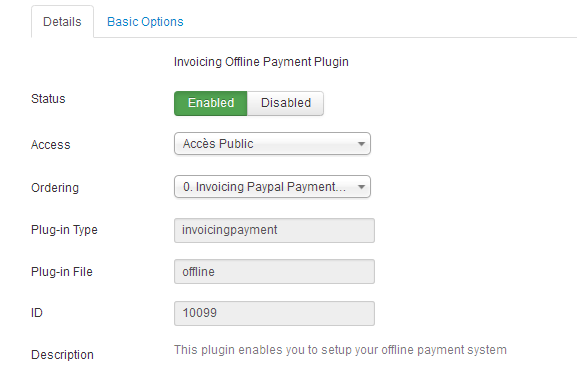 Details Basic Options
Invoicing Offline Payment Plugin
Status Enabled Disabled
Access Accès Public
Ordering 0. Invoicing Paypal Payment...
Plug-in Type invoicingpayment
Plug-in File offline
ID 10099
Description This plugin enables you to setup your offline payment system